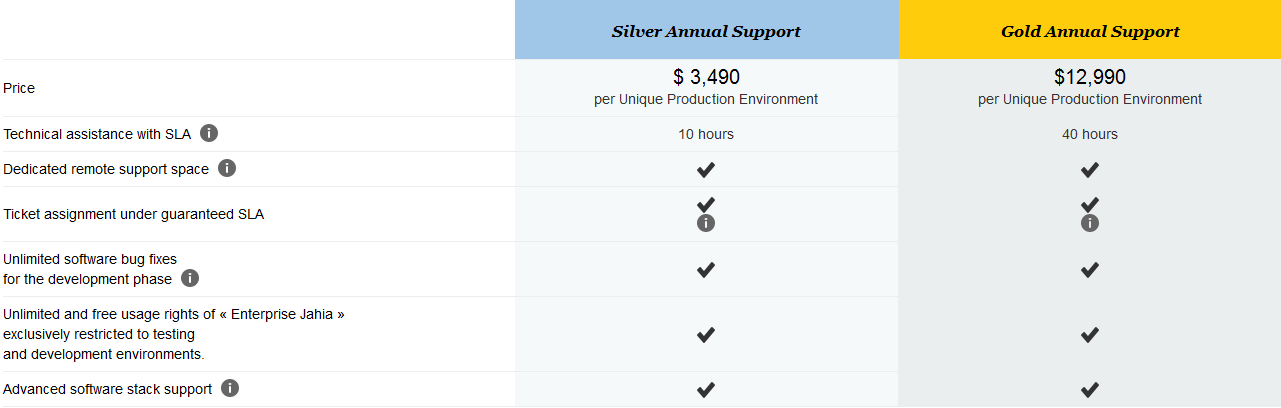 Silver Annual Support
Gold Annual Support
Price
$ 3,490
per Unique Production Environment
$12,990
per Unique Production Environment
Technical assistance with SLA i
10 hours
40 hours
Dedicated remote support space i
Ticket assignment under guaranteed SLA
i
i
Unlimited software bug fixes
for the development phase i
Unlimited and free usage rights of « Enterprise Jahia »
exclusively restricted to testing
and development environments.
Advanced software stack support i